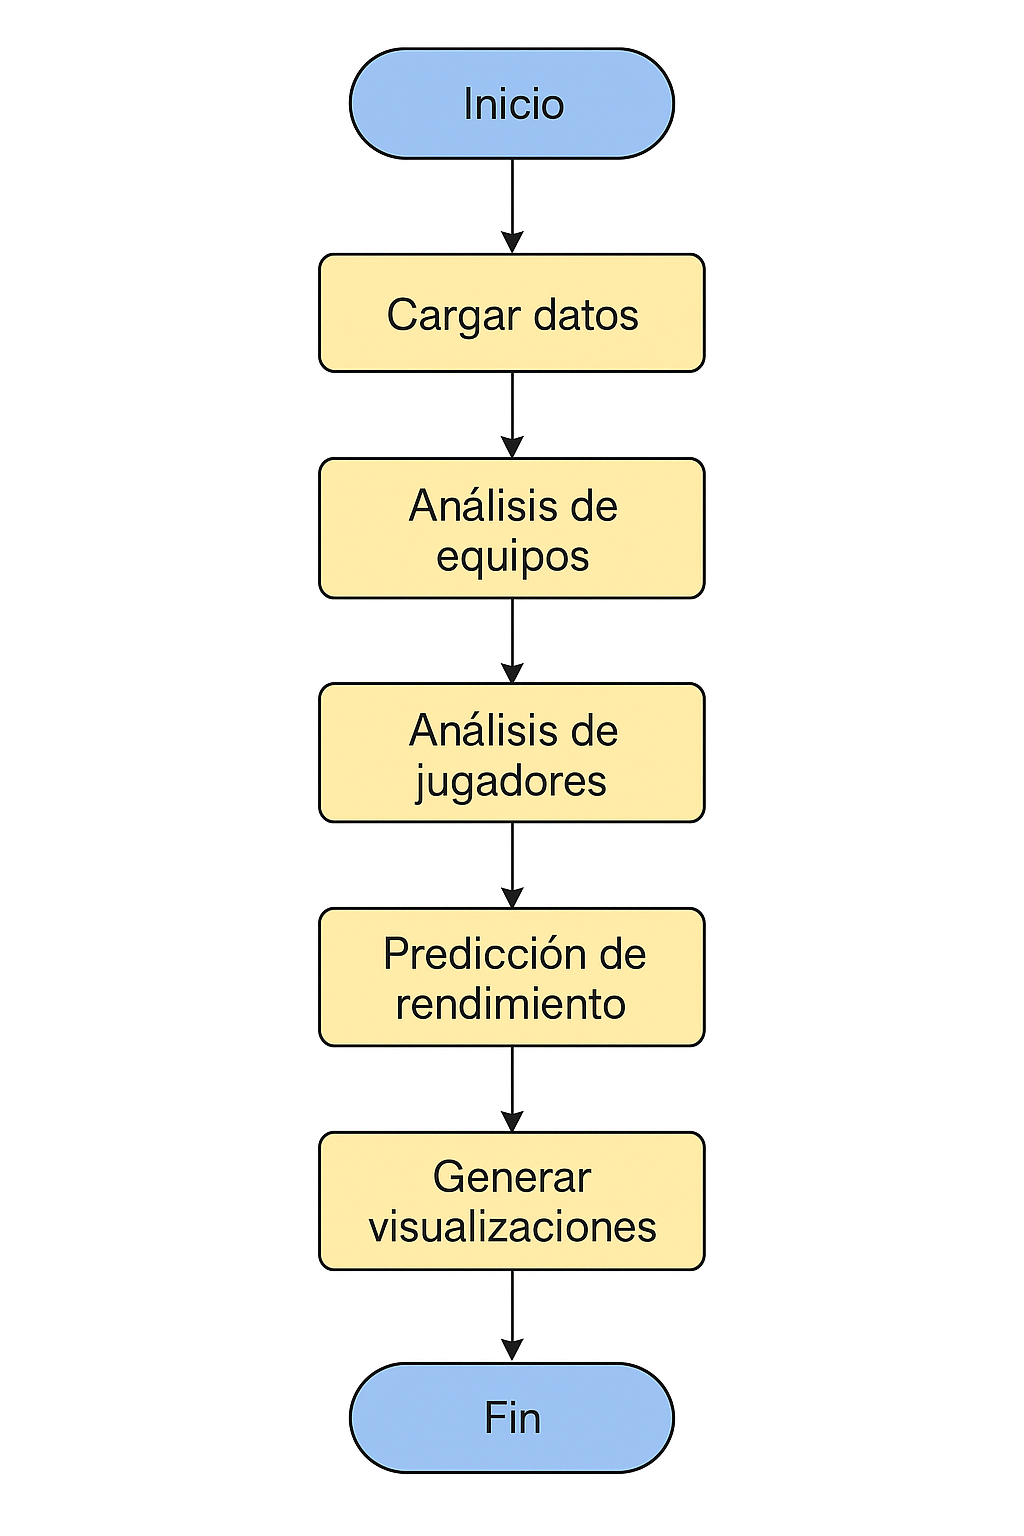 Inicio
Cargar datos
Análisis de
equipos
Análisis de
jugadores
Predicción de
rendimiento
Generar
visualizaciones
Fin